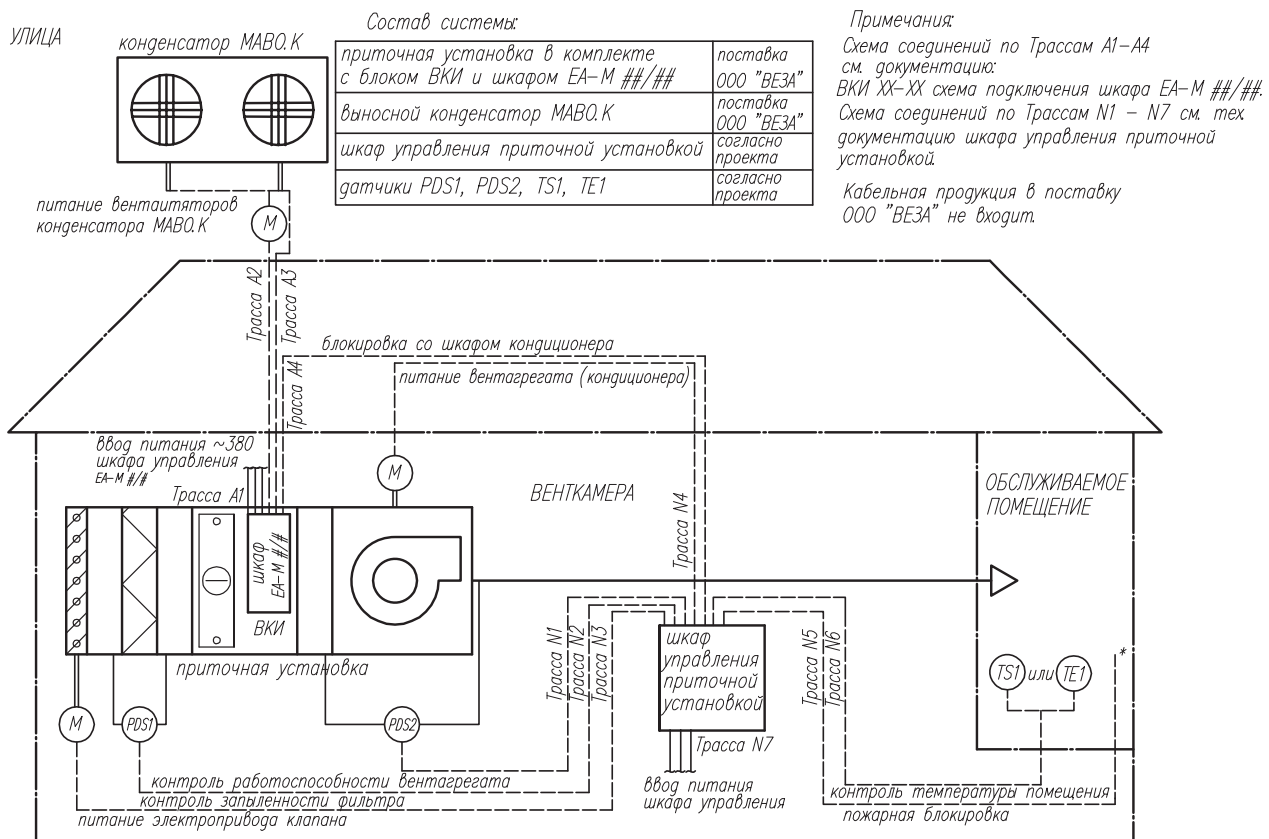 УЛИЦА
конденсатор МАВО.К
Состав системы:
приточная установка в комплекте
с блоком ВКИ и шкафом ЕА-М ##/##
поставка
ООО "ВЕЗА"
выносной конденсатор МАВО.К
поставка
ООО "ВЕЗА"
шкаф управления приточной установкой
согласно
проекта
датчики PDS1, PDS2, TS1, TE1
согласно
проекта
Примечания:
Схема соединений по Трассам А1-А4
см. документацию:
ВКИ ХХ-ХХ схема подключения шкафа ЕА-М ##/##.
Схема соединений по Трассам N1 - N7 см. тех.
документацию шкафа управления приточной
установкой.
Кабельная продукция в поставку
ООО "ВЕЗА" не входит.
питание вентаитяторов
конденсатора МАВО.К
М
Трасса А2
Трасса А3
блокировка со шкафом кондиционера
Трасса А4
питание вентагрегата (кондиционера)
ввод питания ~380
шкафа управления
ЕА-М #/#
Трасса А1
М
ВЕНТКАМЕРА
Трасса N4
ОБСЛУЖИВАЕМОЕ
ПОМЕЩЕНИЕ
шкаф
ЕА-М #/#
ВКИ
приточная установка
Трасса N1
Трасса N2
Трасса N3
шкаф
управления
приточной
установкой
Трасса N5
Трасса N6
*
TS1 или TE1
М
PDS1
PDS2
Трасса N7
контроль работоспособности вентагрегата
контроль запыленности фильтра
питание электропривода клапана
ввод питания
шкафа управления
контроль температуры помещения
пожарная блокировка